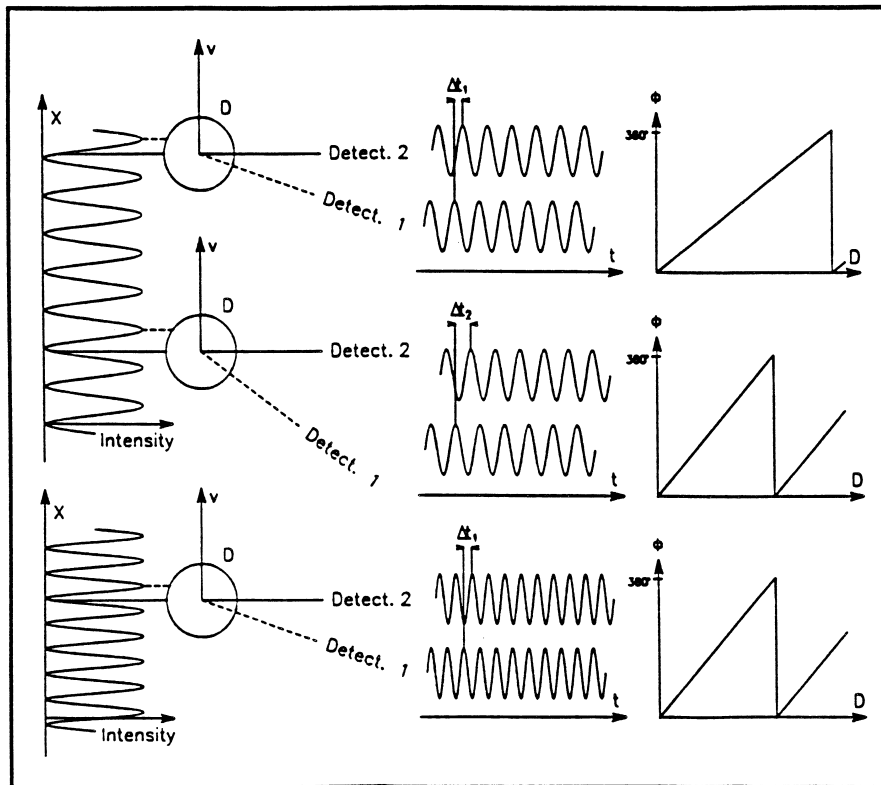 X
v
D
Detect. 2
Detect. 1
Δt₁
t
Φ
360°
D
v
D
Detect. 2
Detect. 1
Intensity
Δt₂
t
Φ
360°
D
X
v
D
Detect. 2
Detect. 1
Intensity
Δt₁
t
Φ
360°
D